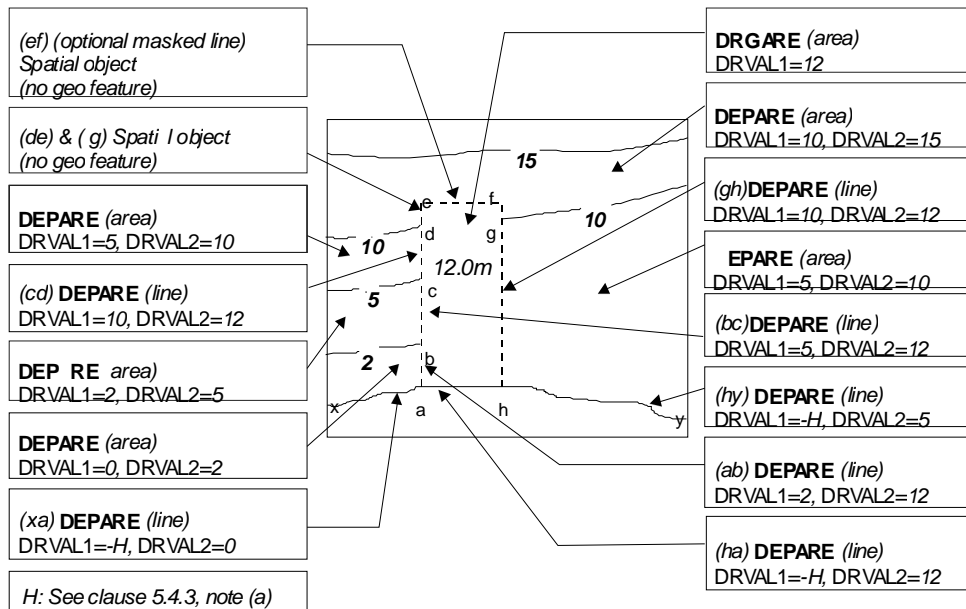 (ef) (optional masked line)
Spatial object
(no geo feature)
(de) & ( g) Spati l object
(no geo feature)
DEPARE (area)
DRVAL1=5, DRVAL2=10
(cd) DEPARE (line)
DRVAL1=10, DRVAL2=12
DEP RE area)
DRVAL1=2, DRVAL2=5
DEPARE (area)
DRVAL1=0, DRVAL2=2
(xa) DEPARE (line)
DRVAL1=-H, DRVAL2=0
H: See clause 5.4.3, note (a)
15
e f
10
d g
10
12.0m
5
c
2
b
x
a h
y
DRGARE (area)
DRVAL1=12
DEPARE (area)
DRVAL1=10, DRVAL2=15
(gh)DEPARE (line)
DRVAL1=10, DRVAL2=12
EPARE (area)
DRVAL1=5, DRVAL2=10
(bc)DEPARE (line)
DRVAL1=5, DRVAL2=12
(hy) DEPARE (line)
DRVAL1=-H, DRVAL2=5
(ab) DEPARE (line)
DRVAL1=2, DRVAL2=12
(ha) DEPARE (line)
DRVAL1=-H, DRVAL2=12